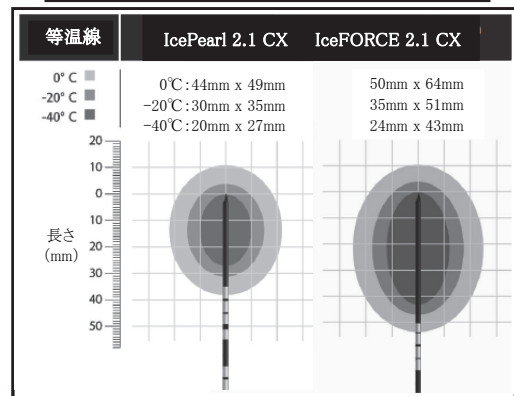 等温線 IcePearl 2.1 CX IceFORCE 2.1 CX
0° C
-20° C
-40° C
0℃:44mm x 49mm
-20℃:30mm x 35mm
-40℃:20mm x 27mm
50mm x 64mm
35mm x 51mm
24mm x 43mm
長さ
(mm)
20
10
0
10
20
30
40
50